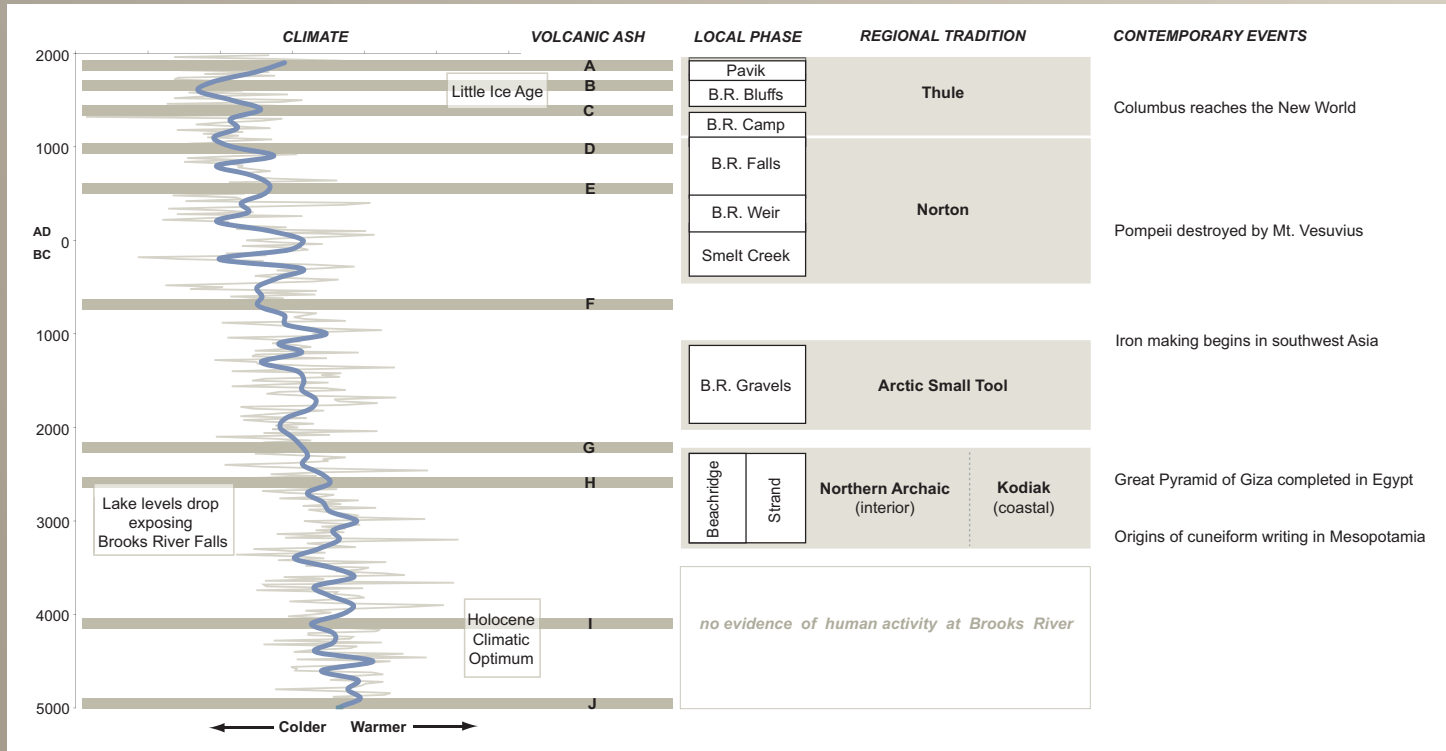 CLIMATE
VOLCANIC ASH
LOCAL PHASE
REGIONAL TRADITION
CONTEMPORARY EVENTS
2000
1000
AD
0
BC
1000
2000
3000
4000
5000
A
B
C
D
E
F
G
H
I
J
Little Ice Age
Lake levels drop
exposing
Brooks River Falls
Holocene
Climatic
Optimum
Colder
Warmer
Pavik
B.R. Bluffs
B.R. Camp
B.R. Falls
B.R. Weir
Smelt Creek
B.R. Gravels
Beachridge
Strand
Thule
Norton
Arctic Small Tool
Northern Archaic
(interior)
Kodiak
(coastal)
no evidence of human activity at Brooks River
Columbus reaches the New World
Pompeii destroyed by Mt. Vesuvius
Iron making begins in southwest Asia
Great Pyramid of Giza completed in Egypt
Origins of cuneiform writing in Mesopotamia